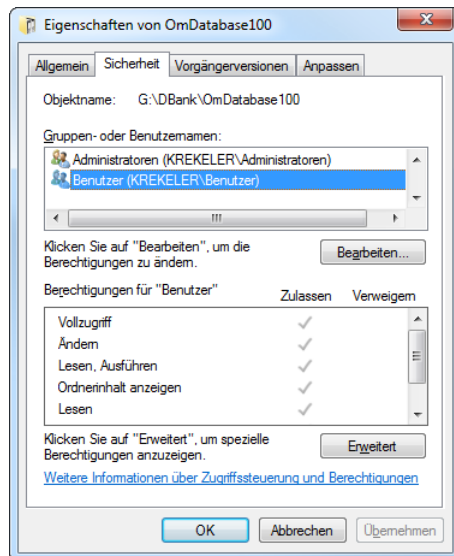 Eigenschaften von OmDatabase100
Allgemein Sicherheit Vorgängerversionen Anpassen
Objektname: G:\DBank\OmDatabase100
Gruppen- oder Benutzernamen:
Administratoren (KREKELER\Administratoren)
Benutzer (KREKELER\Benutzer)
Klicken Sie auf "Bearbeiten", um die
Berechtigungen zu ändern.
Bearbeiten...
Berechtigungen für "Benutzer" Zulassen Verweigern
Vollzugriff
Ändern
Lesen, Ausführen
Ordnerinhalt anzeigen
Lesen
Klicken Sie auf "Erweitert", um spezielle
Berechtigungen anzuzeigen.
Erweitert
Weitere Informationen über Zugriffssteuerung und Berechtigungen
OK Abbrechen Übernehmen